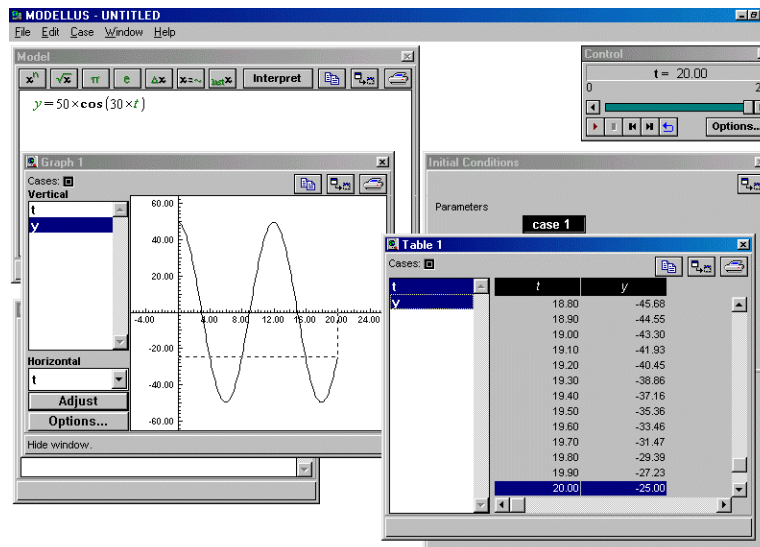 MODELLUS - UNTITLED
File Edit Case Window Help
Model
xⁿ √x π e Δx x=~ last x Interpret
y = 50 × cos (30 × t)
Control
t = 20.00
0
Options...
Graph 1
Cases:
Vertical
t
y
Horizontal
t
Adjust
Options...
Hide window.
60.00
40.00
20.00
-4.00 4.00 8.00 12.00 16.00 20.00 24.00
-20.00
-40.00
-60.00
Initial Conditions
Parameters
case 1
Table 1
Cases:
t
y
t y
18.80 -45.68
18.90 -44.55
19.00 -43.30
19.10 -41.93
19.20 -40.45
19.30 -38.86
19.40 -37.16
19.50 -35.36
19.60 -33.46
19.70 -31.47
19.80 -29.39
19.90 -27.23
20.00 -25.00